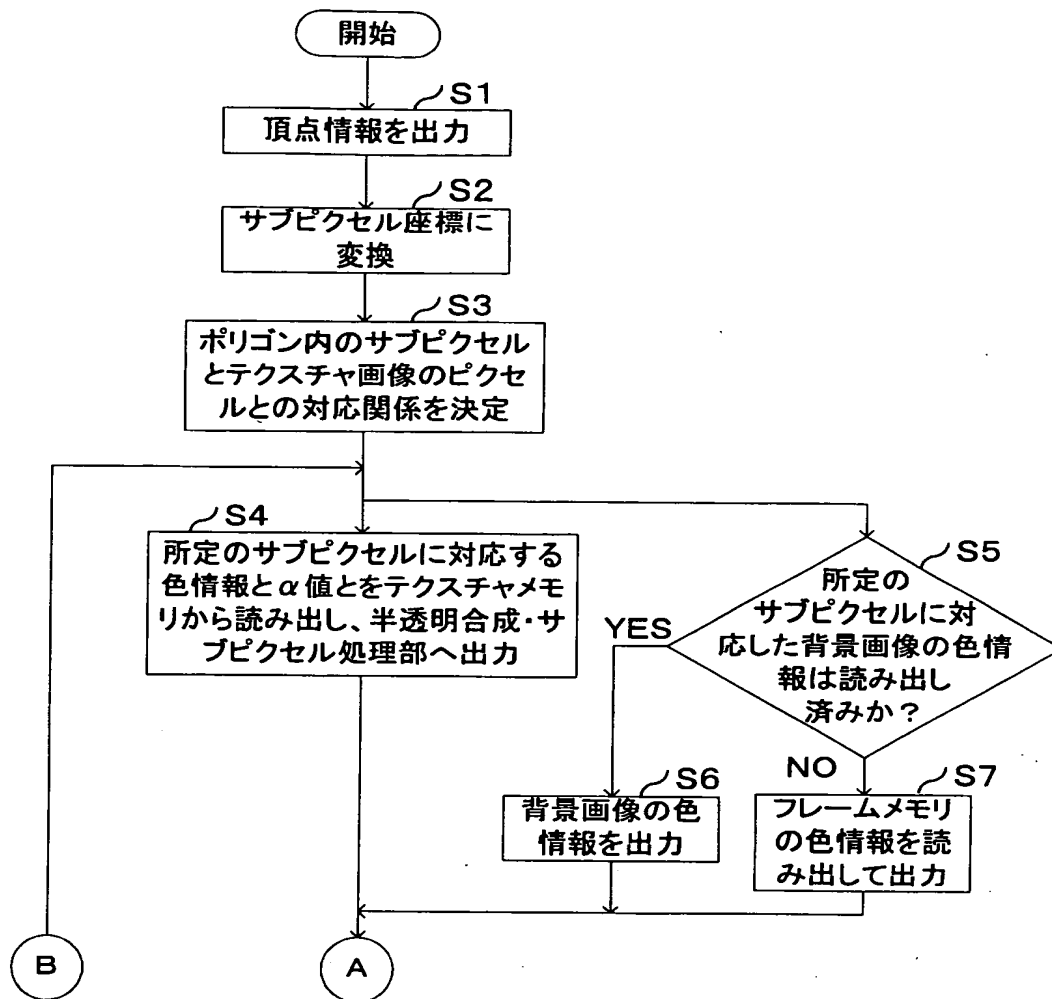 開始
S1
頂点情報を出力
S2
サブピクセル座標に
変換
S3
ポリゴン内のサブピクセル
とテクスチャ画像のピクセ
ルとの対応関係を決定
S4
所定のサブピクセルに対応する
色情報とα値とをテクスチャメモ
リから読み出し、半透明合成・サ
ブピクセル処理部へ出力
S5
所定の
サブピクセルに対
応した背景画像の色情
報は読み出し
済みか?
YES
NO
S6
背景画像の色
情報を出力
S7
フレームメモリ
の色情報を読
み出して出力
B
A